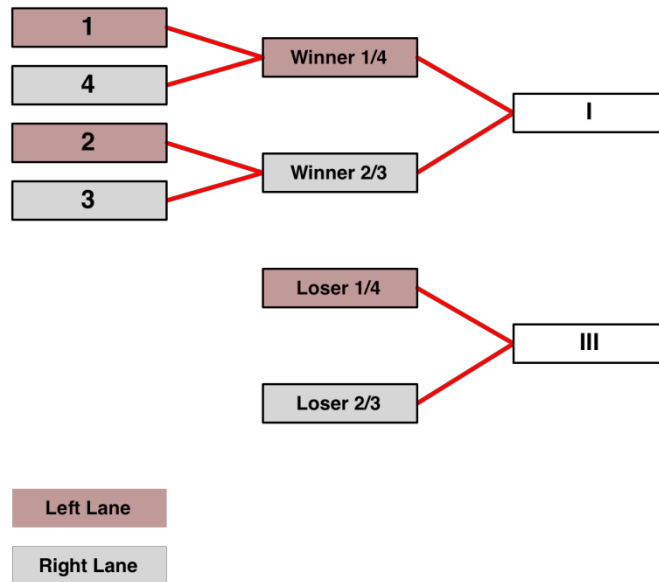 1
4
2
3
Winner 1/4
Winner 2/3
I
Loser 1/4
Loser 2/3
III
Left Lane
Right Lane